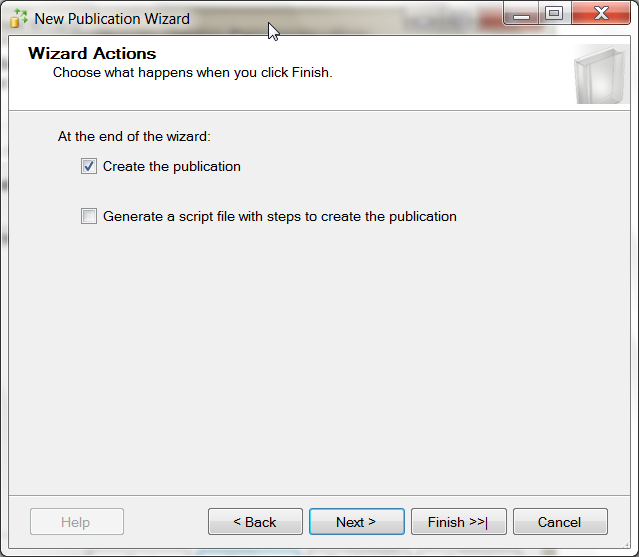 New Publication Wizard
Wizard Actions
Choose what happens when you click Finish.
At the end of the wizard:
Create the publication
Generate a script file with steps to create the publication
Help
< Back
Next >
Finish >>|
Cancel